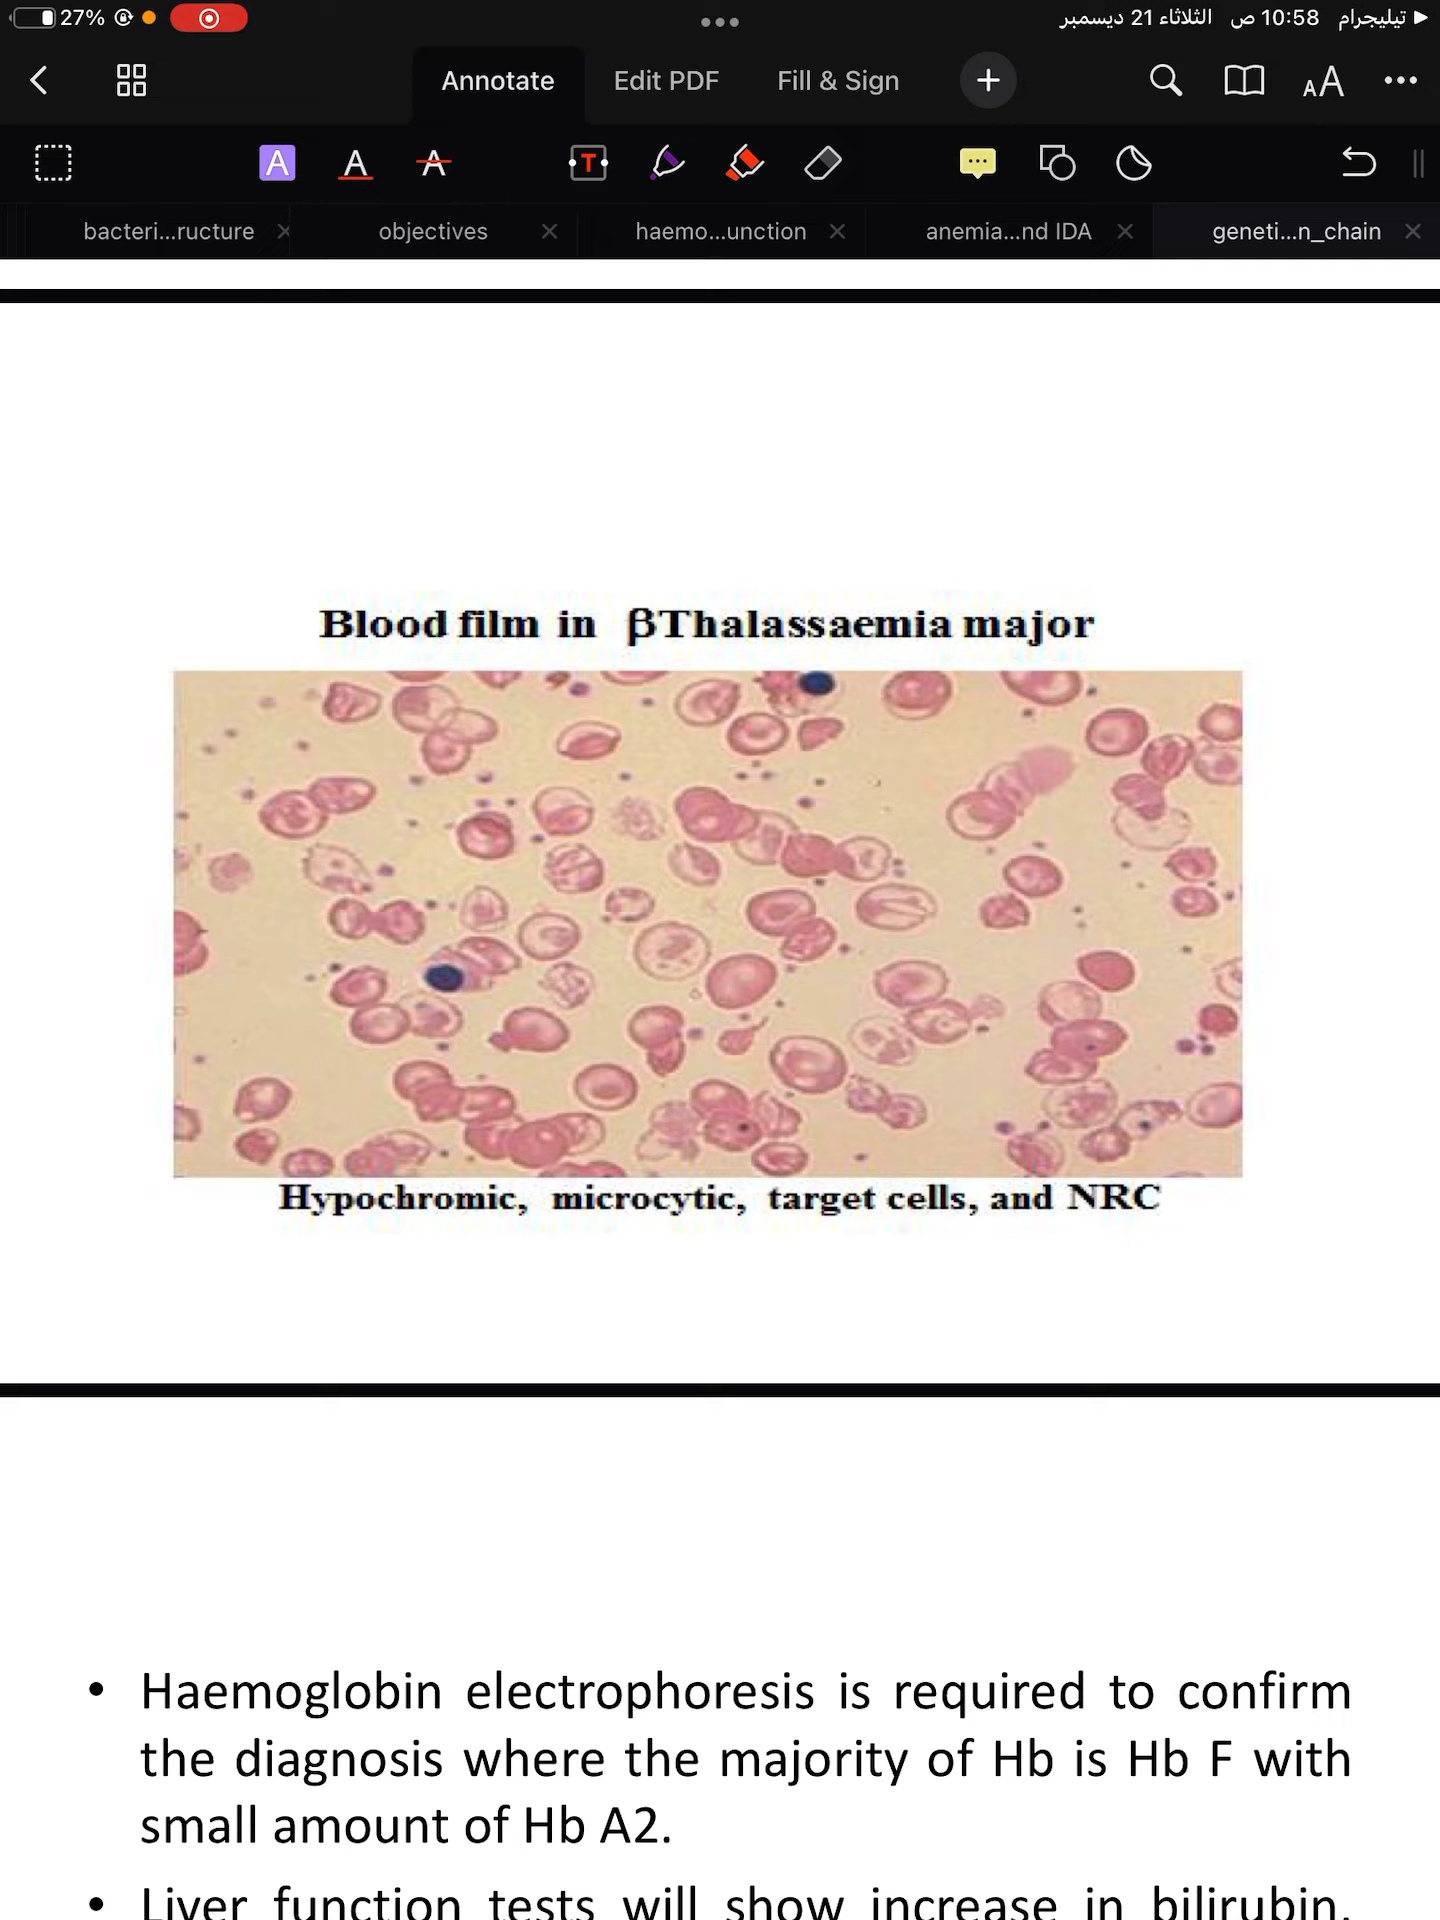 27%
تيليجرام 10:58 ص الثلاثاء 21 ديسمبر
Annotate Edit PDF Fill & Sign
AA
A A A T
bacteri...ructure objectives haemo...unction anemia...nd IDA geneti...n_chain
Blood film in βThalassaemia major
Hypochromic, microcytic, target cells, and NRC
• Haemoglobin electrophoresis is required to confirm
the diagnosis where the majority of Hb is Hb F with
small amount of Hb A2.
• Liver function tests will show increase in bilirubin.